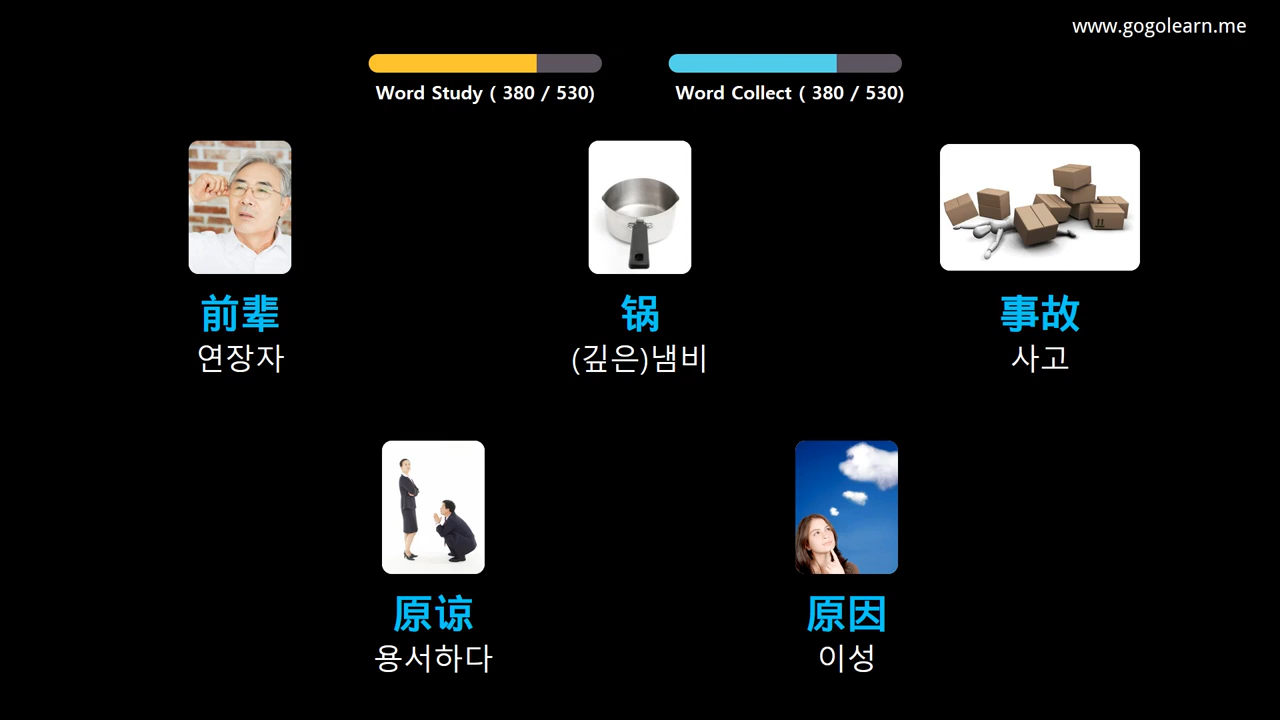 www.gogolearn.me
Word Study ( 380 / 530)
Word Collect ( 380 / 530)
前辈
연장자
锅
(깊은)냄비
事故
사고
原谅
용서하다
原因
이성